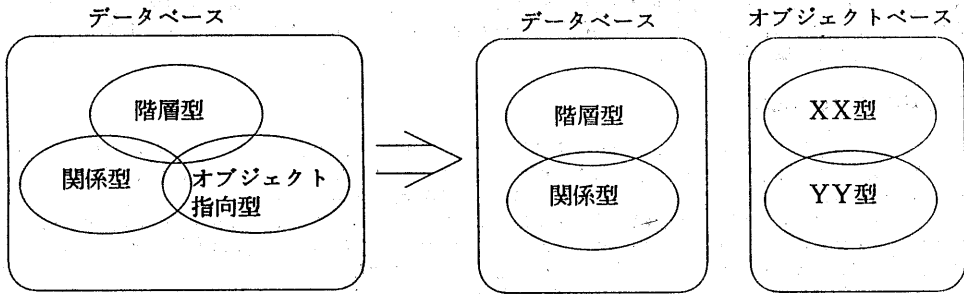 データベース
階層型
関係型
オブジェクト
指向型
データベース
階層型
関係型
オブジェクトベース
XX型
YY型